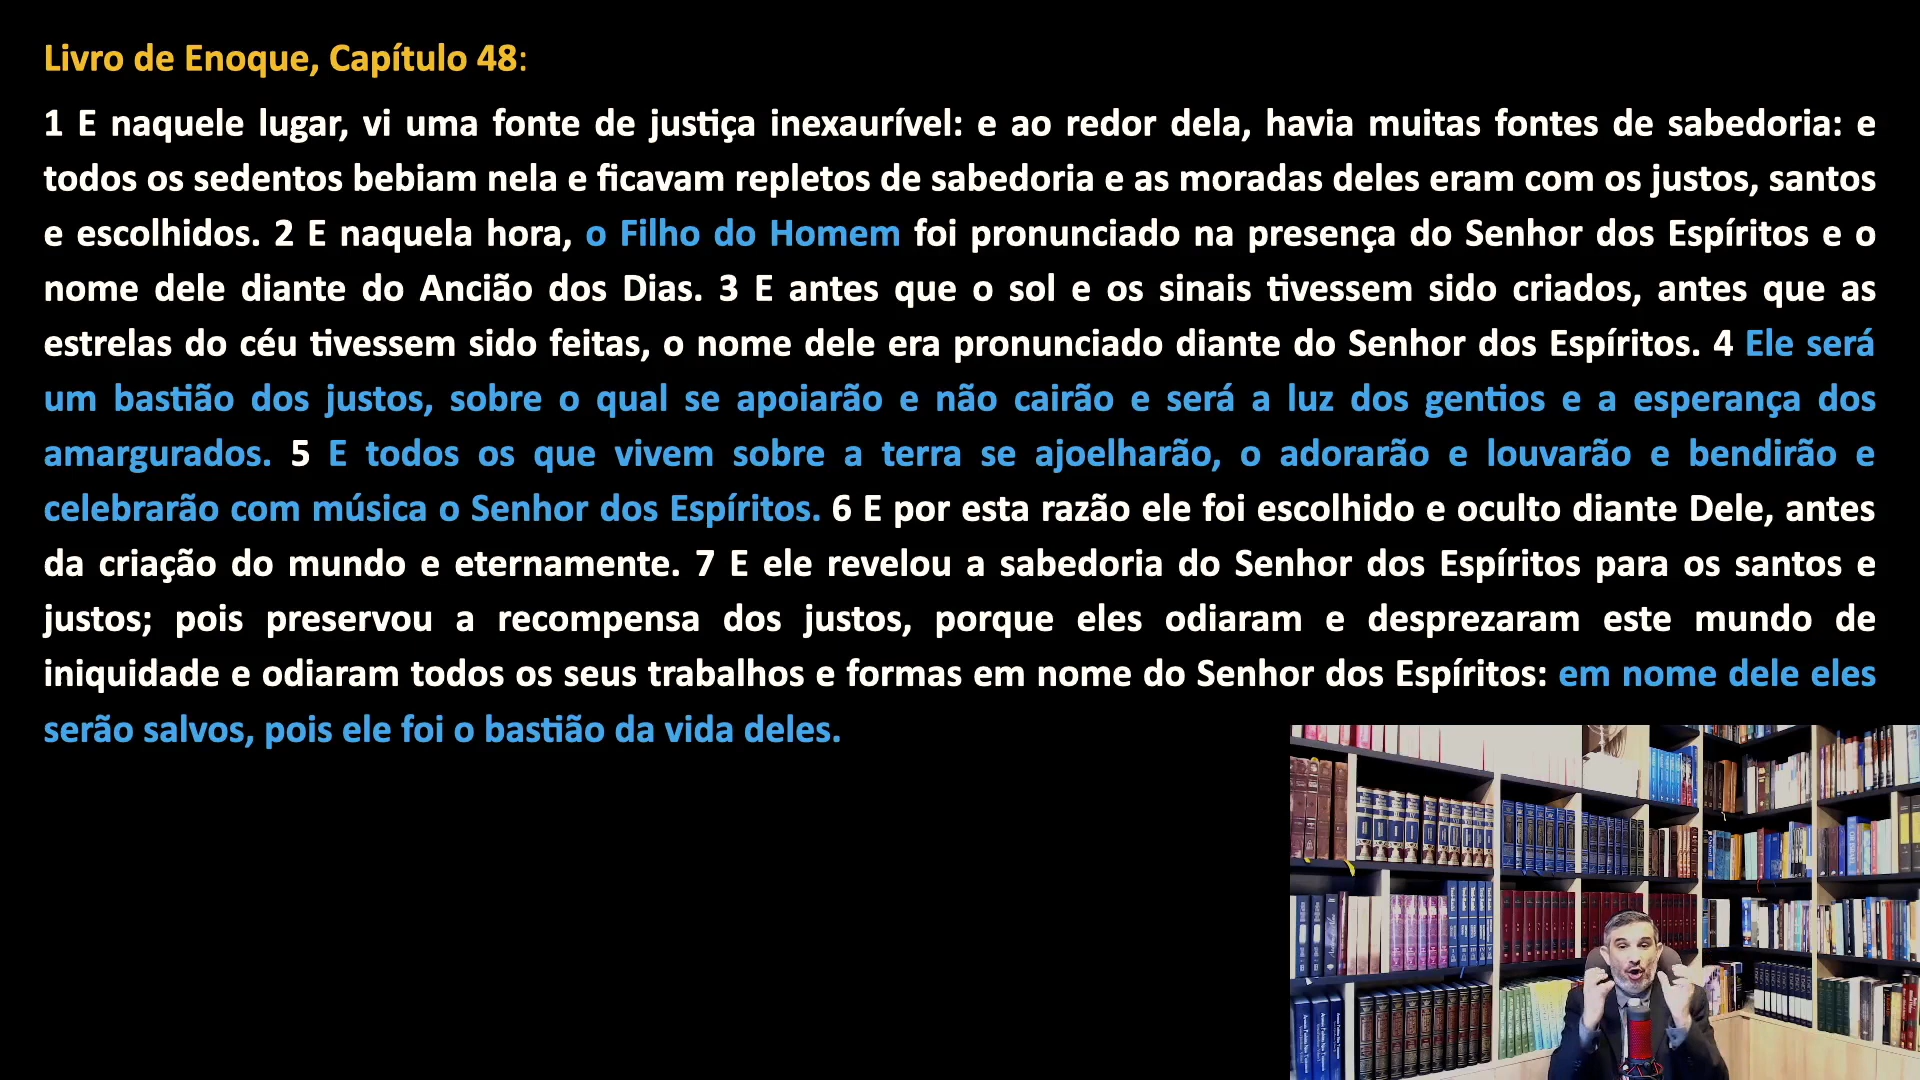 Livro de Enoque, Capítulo 48:
1 E naquele lugar, vi uma fonte de justiça inexaurível: e ao redor dela, havia muitas fontes de sabedoria: e
todos os sedentos bebiam nela e ficavam repletos de sabedoria e as moradas deles eram com os justos, santos
e escolhidos. 2 E naquela hora, o Filho do Homem foi pronunciado na presença do Senhor dos Espíritos e o
nome dele diante do Ancião dos Dias. 3 E antes que o sol e os sinais tivessem sido criados, antes que as
estrelas do céu tivessem sido feitas, o nome dele era pronunciado diante do Senhor dos Espíritos. 4 Ele será
um bastião dos justos, sobre o qual se apoiarão e não cairão e será a luz dos gentios e a esperança dos
amargurados. 5 E todos os que vivem sobre a terra se ajoelharão, o adorarão e louvarão e bendirão e
celebrarão com música o Senhor dos Espíritos. 6 E por esta razão ele foi escolhido e oculto diante Dele, antes
da criação do mundo e eternamente. 7 E ele revelou a sabedoria do Senhor dos Espíritos para os santos e
justos; pois preservou a recompensa dos justos, porque eles odiaram e desprezaram este mundo de
iniquidade e odiaram todos os seus trabalhos e formas em nome do Senhor dos Espíritos: em nome dele eles
serão salvos, pois ele foi o bastião da vida deles.